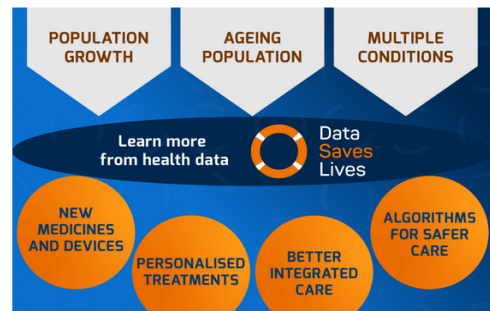 POPULATION
GROWTH
AGEING
POPULATION
MULTIPLE
CONDITIONS
Learn more
from health data
Data
Saves
Lives
NEW
MEDICINES
AND DEVICES
PERSONALISED
TREATMENTS
BETTER
INTEGRATED
CARE
ALGORITHMS
FOR SAFER
CARE